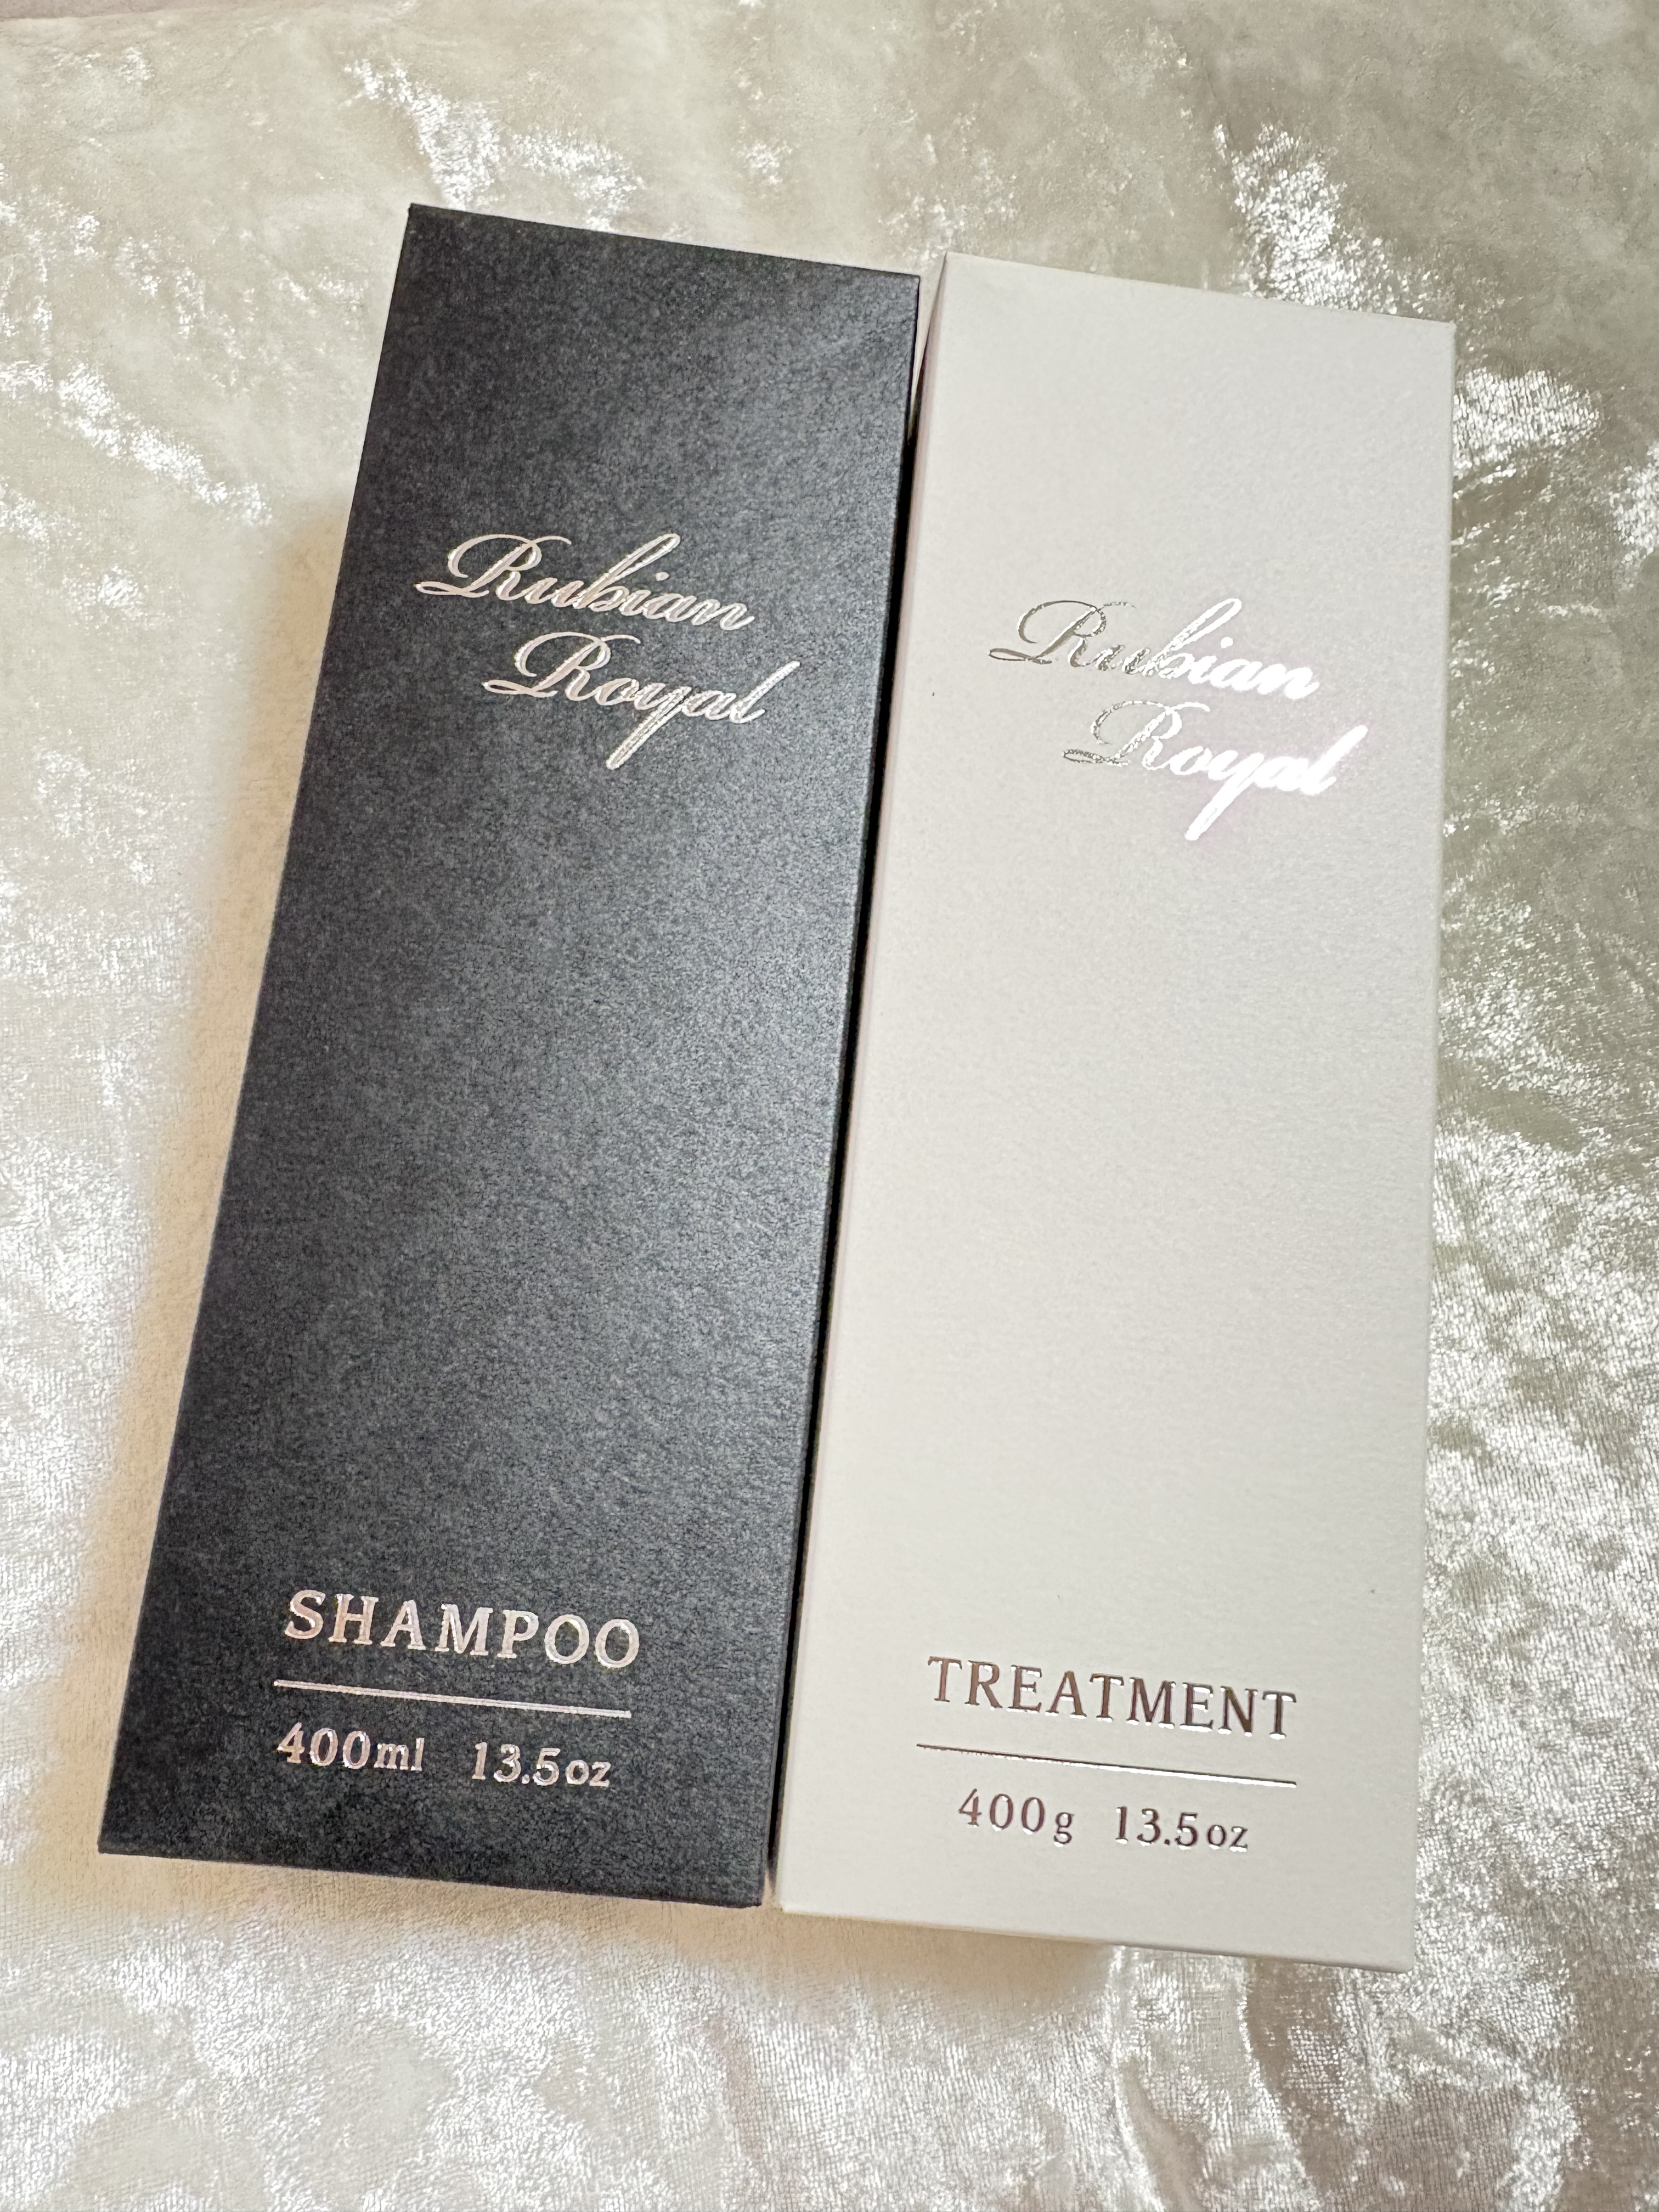 Rubian
Royal
SHAMPOO
400ml 13.5oz
Rubian
Royal
TREATMENT
400g 13.5oz